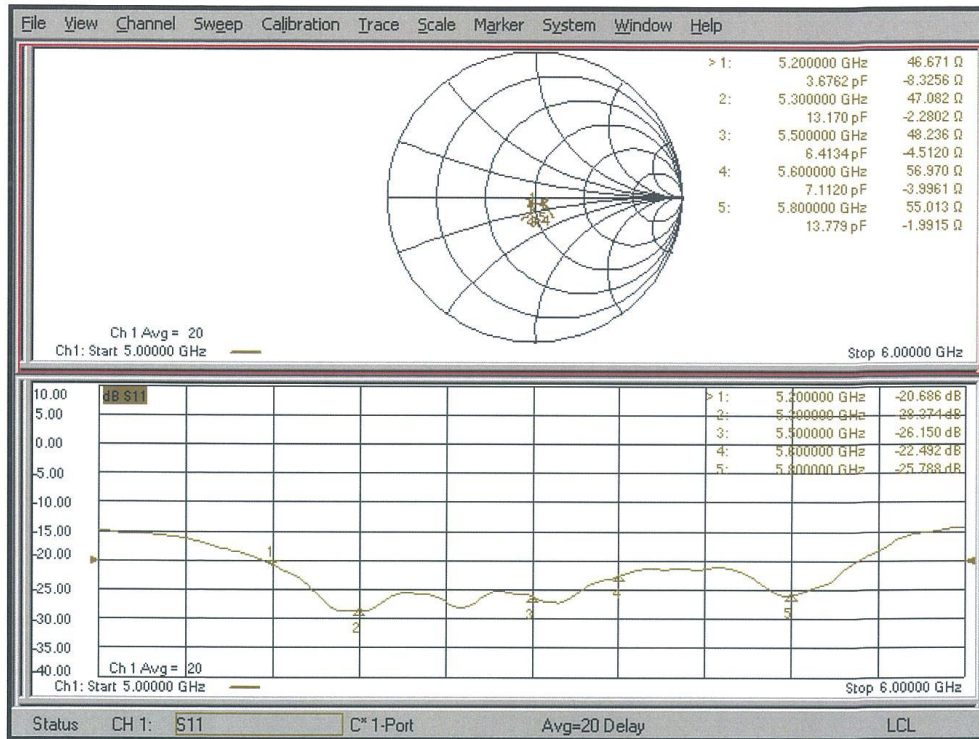 File View Channel Sweep Calibration Trace Scale Marker System Window Help
> 1: 5.200000 GHz 46.671 Ω
3.6762 pF -8.3256 Ω
2: 5.300000 GHz 47.082 Ω
13.170 pF -2.2802 Ω
3: 5.500000 GHz 48.236 Ω
6.4134 pF -4.5120 Ω
4: 5.600000 GHz 56.970 Ω
7.1120 pF -3.9961 Ω
5: 5.800000 GHz 55.013 Ω
13.779 pF -1.9915 Ω
Ch 1 Avg = 20
Ch1: Start 5.00000 GHz
Stop 6.00000 GHz
dB S11
10.00
5.00
0.00
-5.00
-10.00
-15.00
-20.00
-25.00
-30.00
-35.00
-40.00
> 1: 5.200000 GHz -20.686 dB
2: 5.300000 GHz -28.374 dB
3: 5.500000 GHz -26.150 dB
4: 5.600000 GHz -22.492 dB
5: 5.800000 GHz -25.788 dB
1
2
3
4
5
Ch 1 Avg = 20
Ch1: Start 5.00000 GHz
Stop 6.00000 GHz
Status CH 1: S11 C* 1-Port Avg=20 Delay LCL